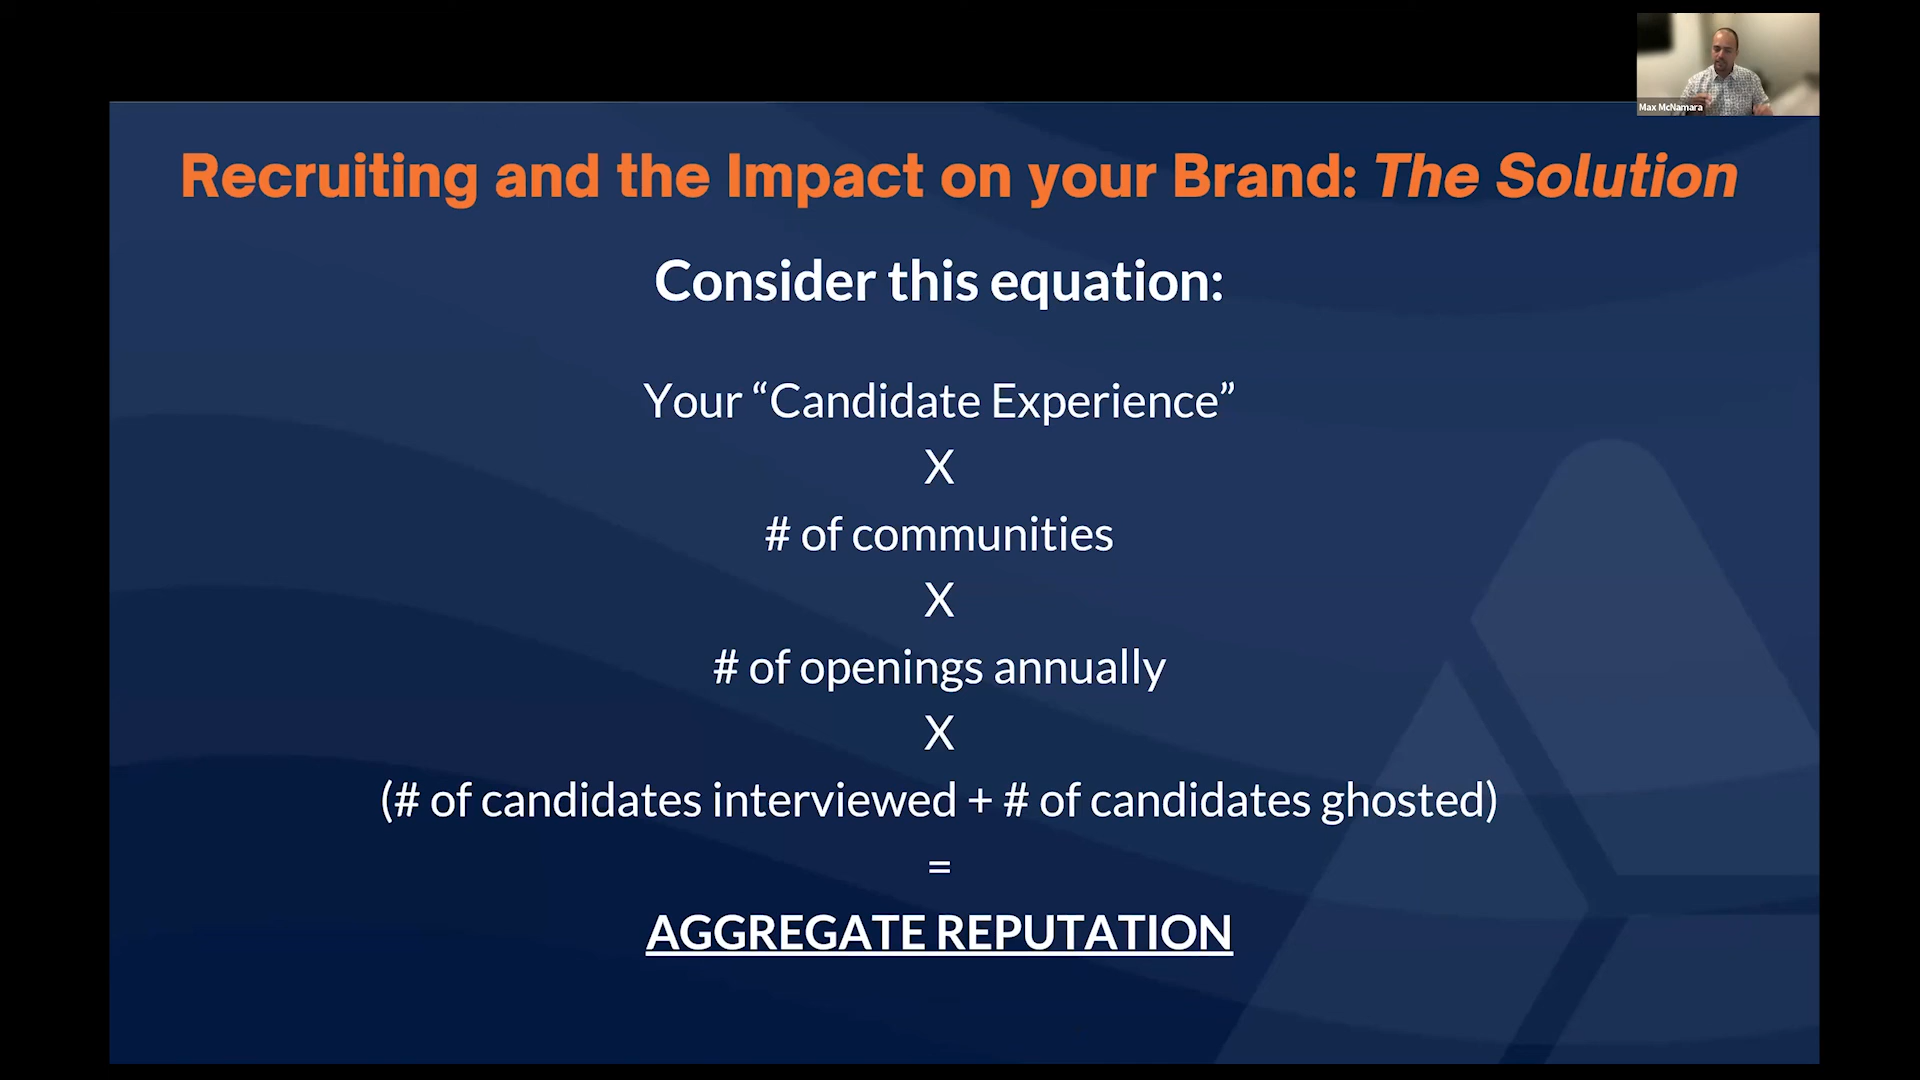 Max McNamara
Recruiting and the Impact on your Brand: The Solution
Consider this equation:
Your “Candidate Experience”
X
# of communities
X
# of openings annually
X
(# of candidates interviewed + # of candidates ghosted)
=
AGGREGATE REPUTATION